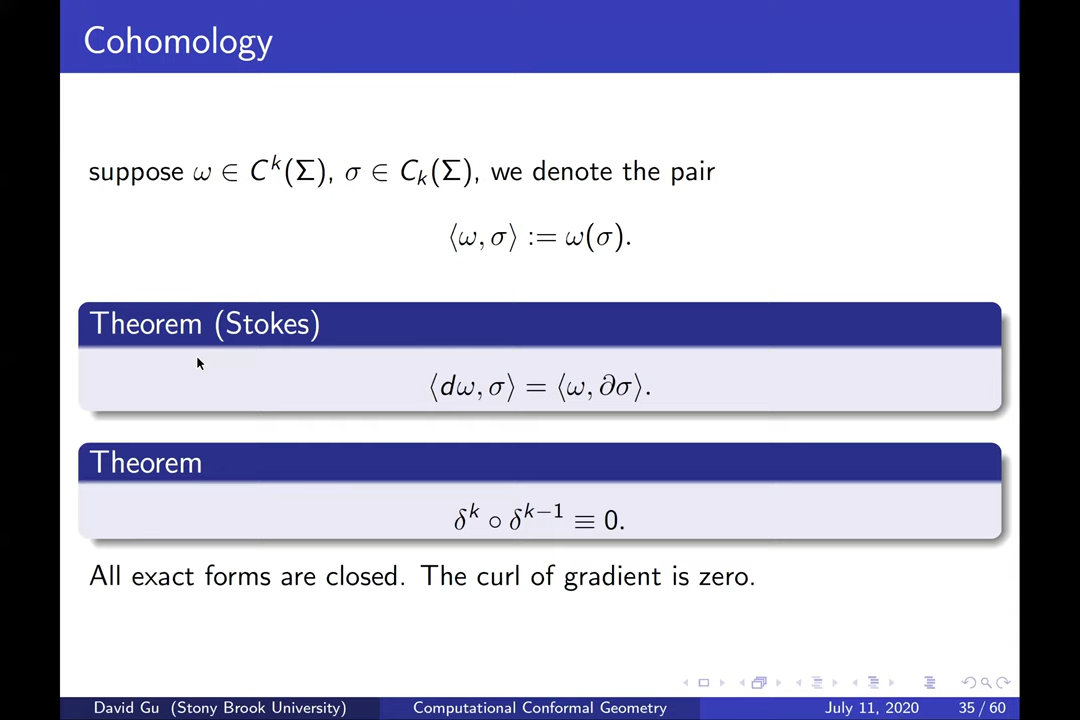 Cohomology
suppose ω ∈ C^k(Σ), σ ∈ C_k(Σ), we denote the pair
⟨ω, σ⟩ := ω(σ).
Theorem (Stokes)
⟨dω, σ⟩ = ⟨ω, ∂σ⟩.
Theorem
δ^k ∘ δ^{k−1} ≡ 0.
All exact forms are closed. The curl of gradient is zero.
David Gu (Stony Brook University) Computational Conformal Geometry July 11, 2020 35 / 60